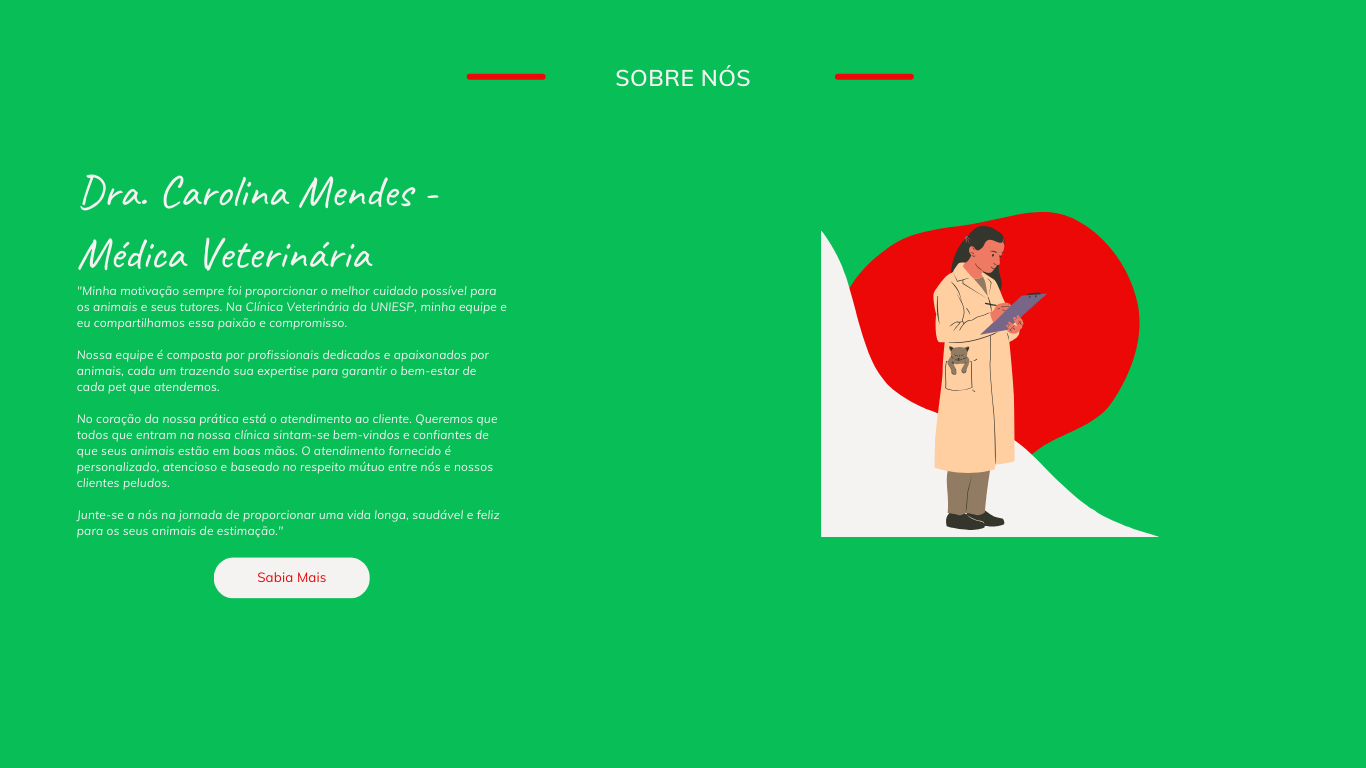 SOBRE NÓS
Dra. Carolina Mendes -
Médica Veterinária
"Minha motivação sempre foi proporcionar o melhor cuidado possível para
os animais e seus tutores. Na Clínica Veterinária da UNIESP, minha equipe e
eu compartilhamos essa paixão e compromisso.
Nossa equipe é composta por profissionais dedicados e apaixonados por
animais, cada um trazendo sua expertise para garantir o bem-estar de
cada pet que atendemos.
No coração da nossa prática está o atendimento ao cliente. Queremos que
todos que entram na nossa clínica sintam-se bem-vindos e confiantes de
que seus animais estão em boas mãos. O atendimento fornecido é
personalizado, atencioso e baseado no respeito mútuo entre nós e nossos
clientes peludos.
Junte-se a nós na jornada de proporcionar uma vida longa, saudável e feliz
para os seus animais de estimação."
Sabia Mais